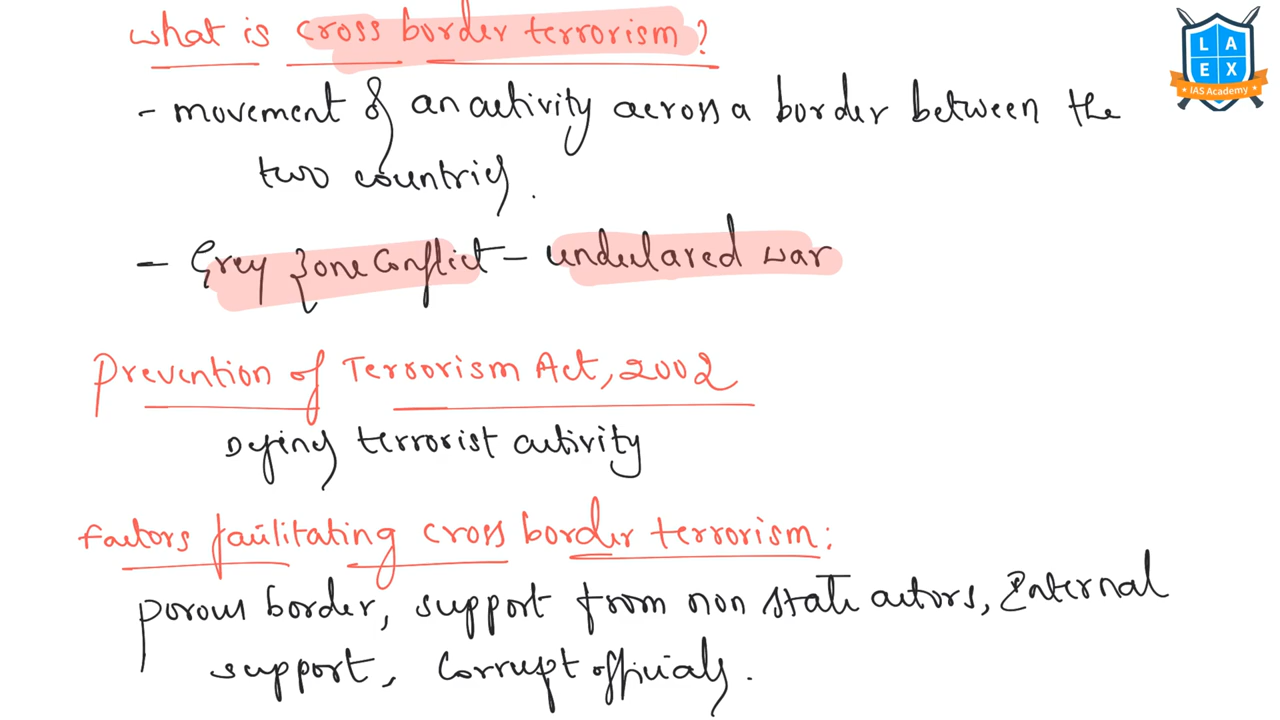 what is cross border terrorism?
L A
E X
IAS Academy
- movement of an activity across a border between the
two countries.
- Grey zone Conflict - undeclared war
Prevention of Terrorism Act, 2002
Defines terrorist activity
Factors facilitating cross border terrorism:
porous border, support from non state actors, Internal
support, Corrupt officials.